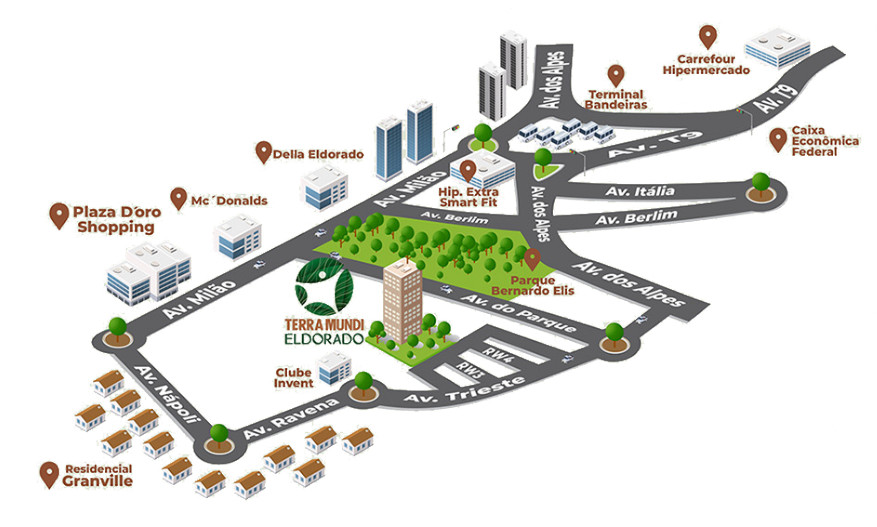 Carrefour
Hipermercado
Av. dos Alpes
Terminal
Bandeiras
Av. T9
Av. T9
Caixa
Econômica
Federal
Della Eldorado
Av. Milão
Hip. Extra
Smart Fit
Av. Itália
Mc´Donalds
Av. Berlim
Av. dos Alpes
Av. Berlim
Plaza D'oro
Shopping
Av. Milão
Parque
Bernardo Elis
Av. dos Alpes
TERRA MUNDI
ELDORADO
Av. do Parque
RW4
RW3
Clube
Invent
Av. Nápoli
Av. Trieste
Av. Ravena
Residencial
Granville